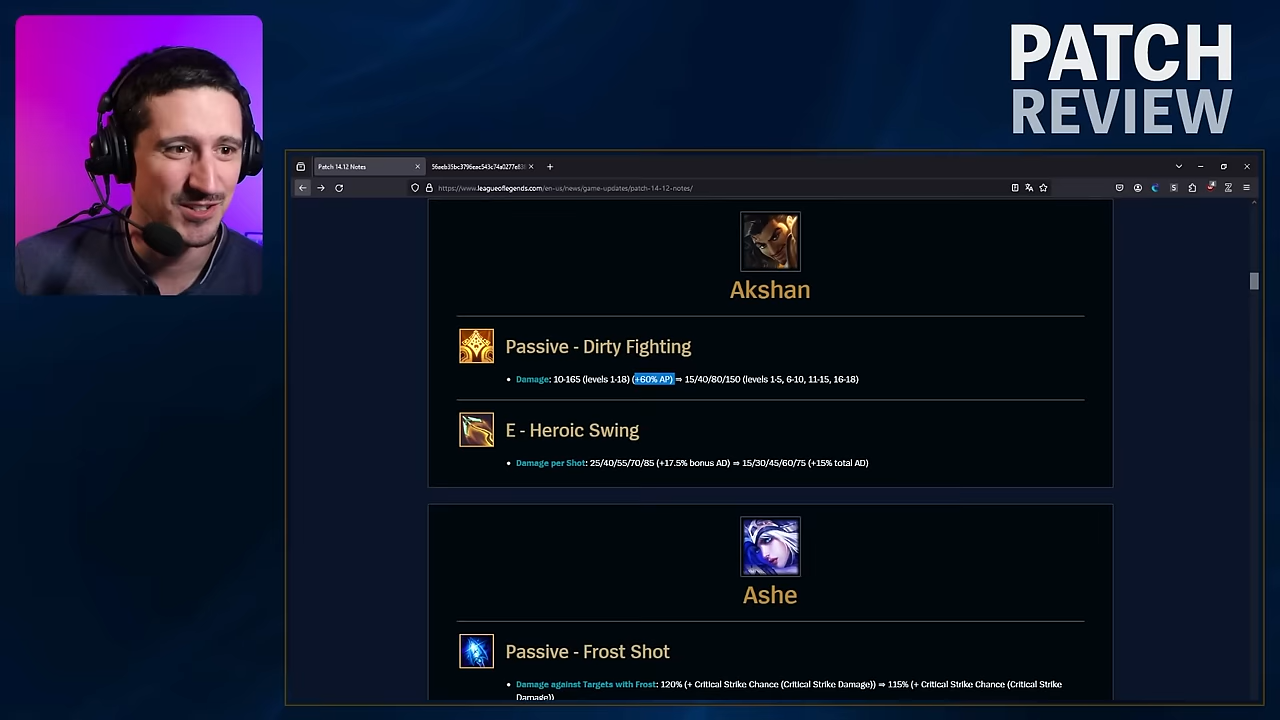 PATCH
REVIEW
Patch 14.12 Notes
https://www.leagueoflegends.com/en-us/news/game-updates/patch-14-12-notes/
Akshan
Passive - Dirty Fighting
• Damage: 10-165 (levels 1-18) (+60% AP) ⇒ 15/40/80/150 (levels 1-5, 6-10, 11-15, 16-18)
E - Heroic Swing
• Damage per Shot: 25/40/55/70/85 (+17.5% bonus AD) ⇒ 15/30/45/60/75 (+15% total AD)
Ashe
Passive - Frost Shot
• Damage against Targets with Frost: 120% (+ Critical Strike Chance (Critical Strike Damage)) ⇒ 115% (+ Critical Strike Chance (Critical Strike
Damage))